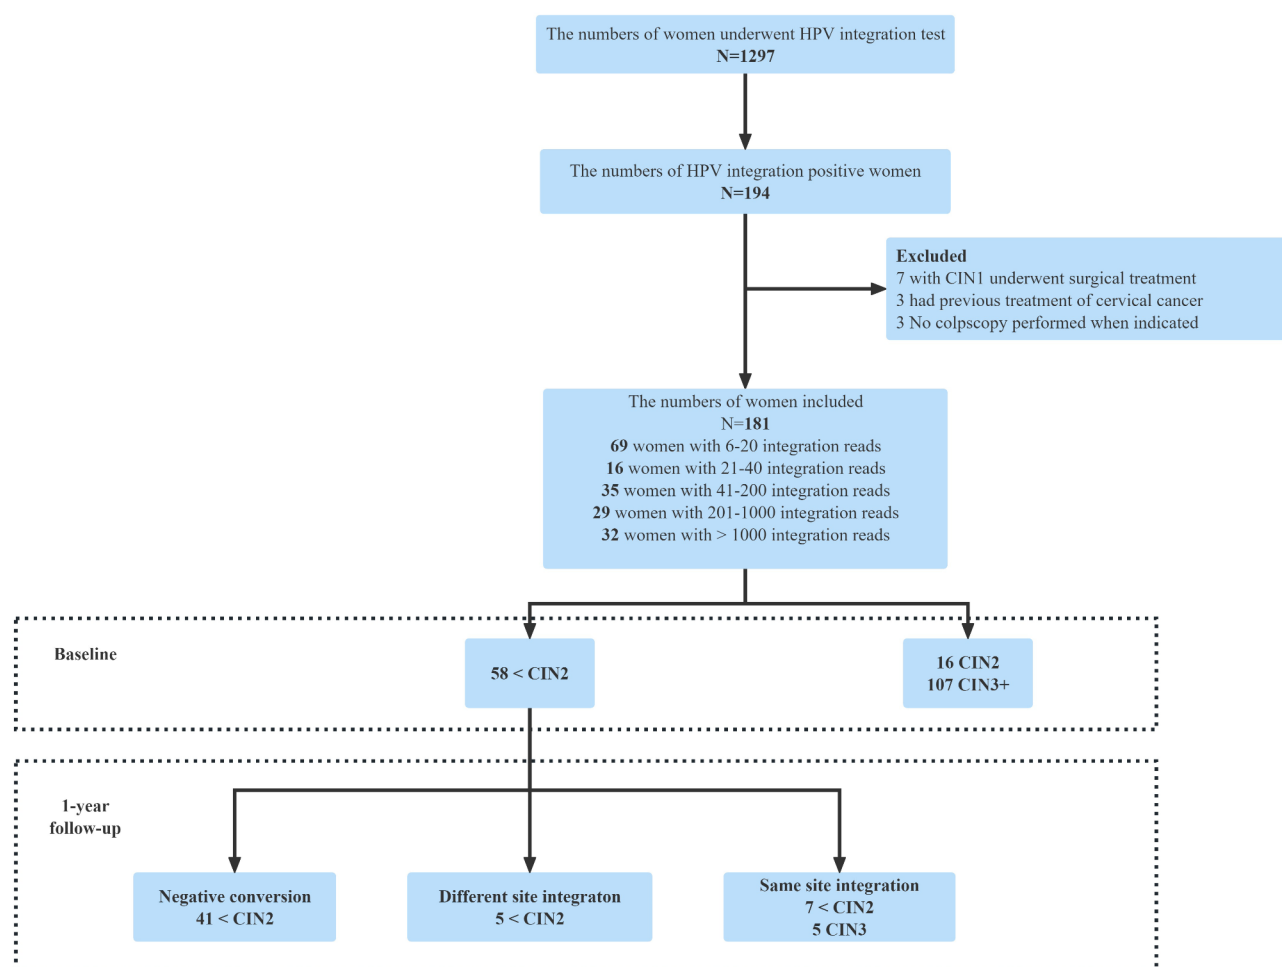 The numbers of women underwent HPV integration test
N=1297
The numbers of HPV integration positive women
N=194
Excluded
7 with CIN1 underwent surgical treatment
3 had previous treatment of cervical cancer
3 No colpscopy performed when indicated
The numbers of women included
N=181
69 women with 6-20 integration reads
16 women with 21-40 integration reads
35 women with 41-200 integration reads
29 women with 201-1000 integration reads
32 women with > 1000 integration reads
Baseline
58 < CIN2
16 CIN2
107 CIN3+
1-year
follow-up
Negative conversion
41 < CIN2
Different site integraton
5 < CIN2
Same site integration
7 < CIN2
5 CIN3